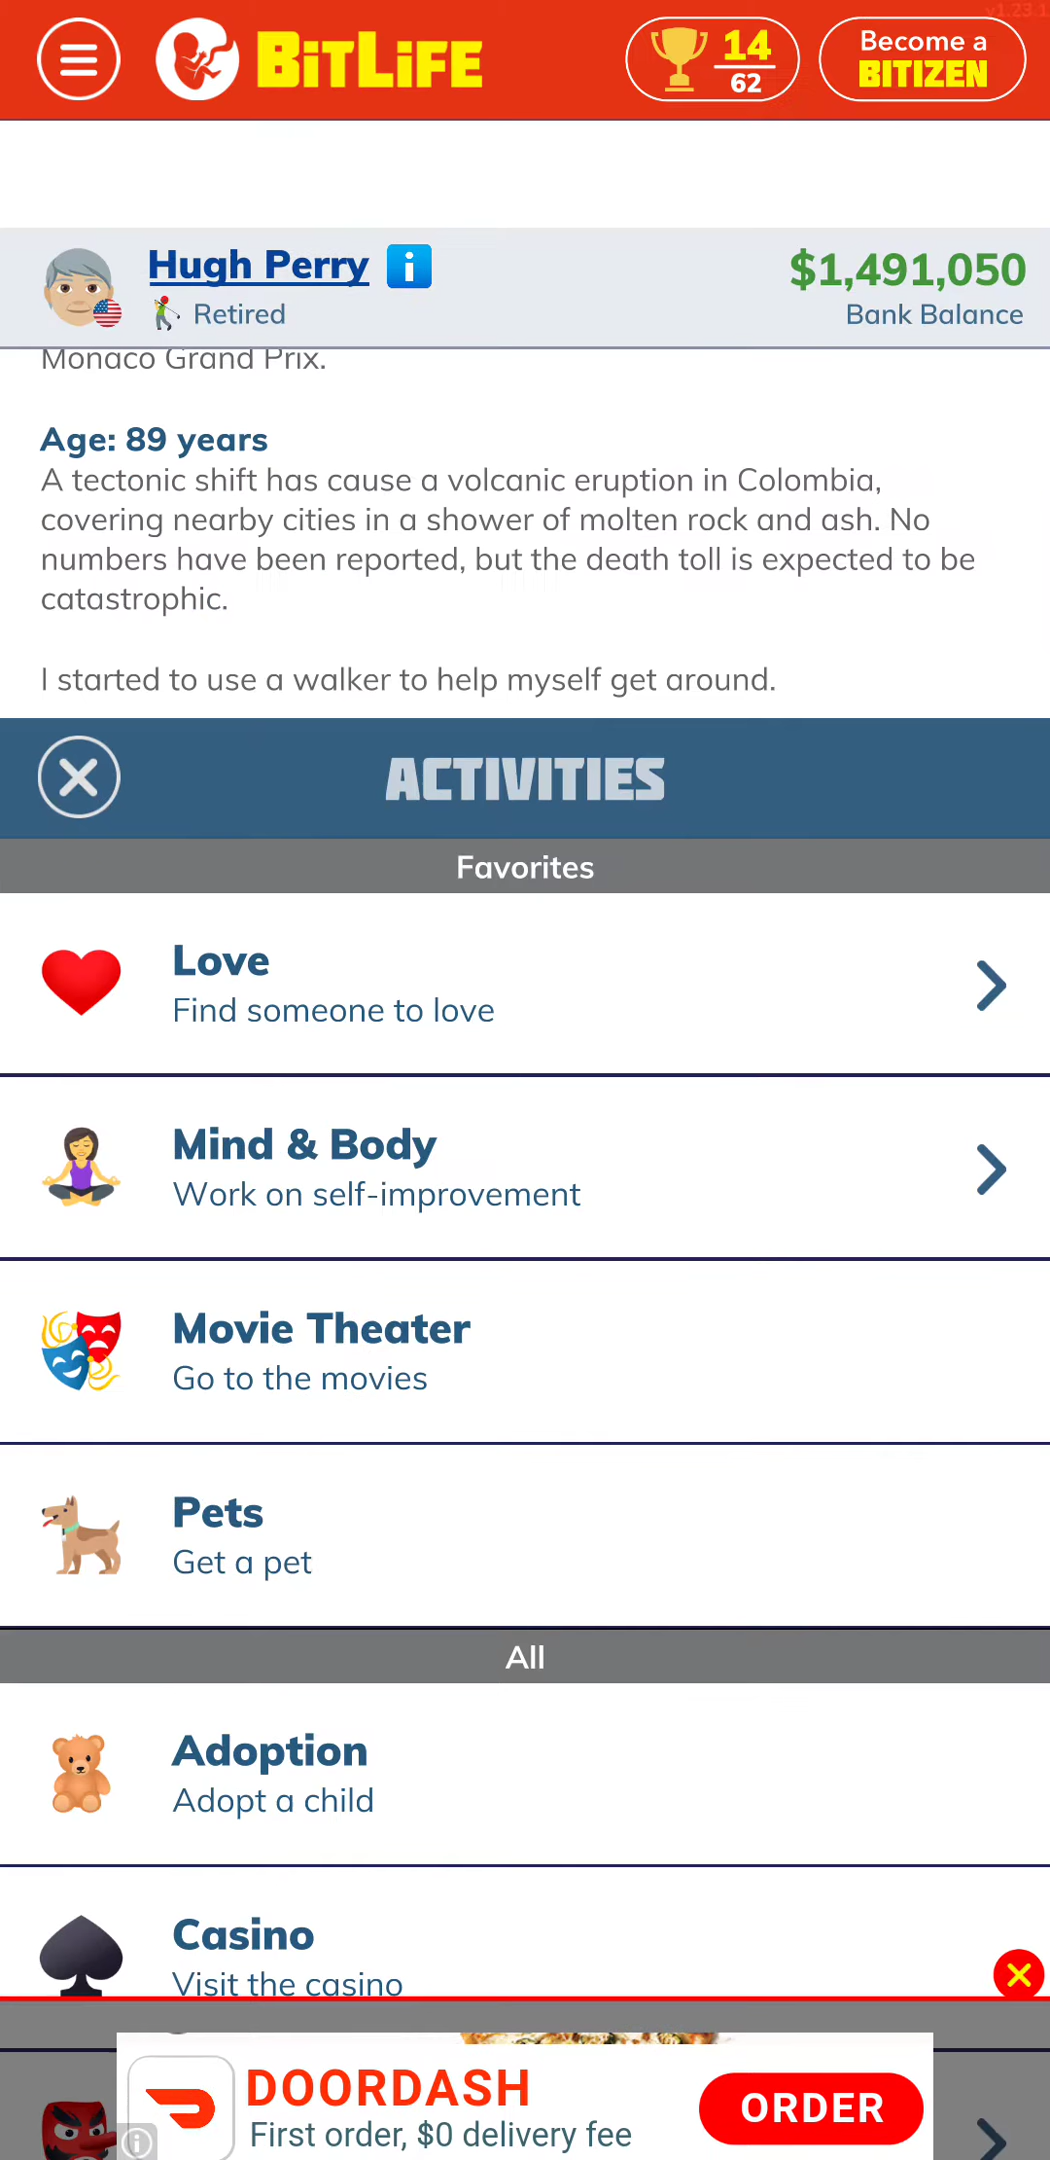 v1.23.1
BiTLiFE
14
62
Become a
BITIZEN
Hugh Perry
$1,491,050
Retired
Bank Balance
Monaco Grand Prix.
Age: 89 years
A tectonic shift has cause a volcanic eruption in Colombia,
covering nearby cities in a shower of molten rock and ash. No
numbers have been reported, but the death toll is expected to be
catastrophic.
I started to use a walker to help myself get around.
ACTIVITIES
Favorites
Love
Find someone to love
Mind & Body
Work on self-improvement
Movie Theater
Go to the movies
Pets
Get a pet
All
Adoption
Adopt a child
Casino
Visit the casino
DOORDASH
First order, $0 delivery fee
ORDER